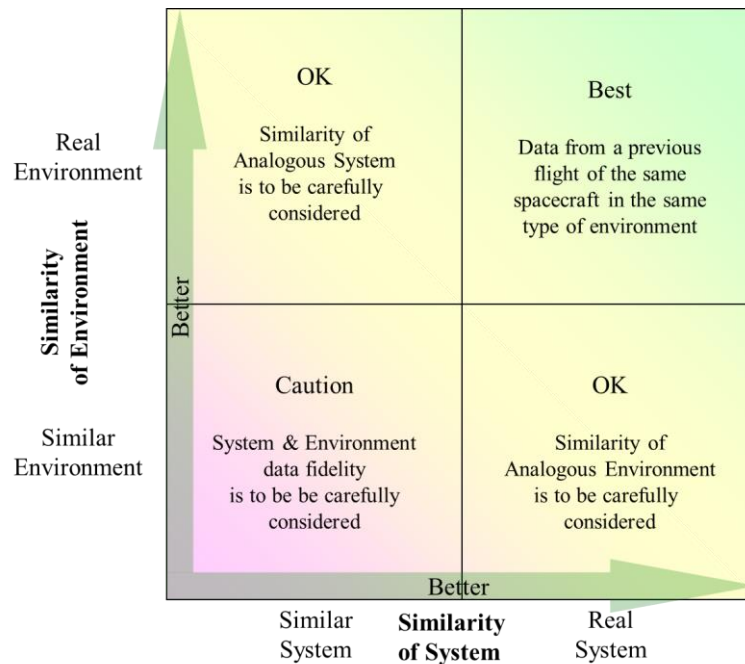 OK
Similarity of
Analogous System
is to be carefully
considered
Best
Data from a previous
flight of the same
spacecraft in the same
type of environment
Real
Environment
Similarity
of Environment
Better
Similar
Environment
Caution
System & Environment
data fidelity
is to be be carefully
considered
OK
Similarity of
Analogous Environment
is to be carefully
considered
Better
Similar
System
Similarity
of System
Real
System